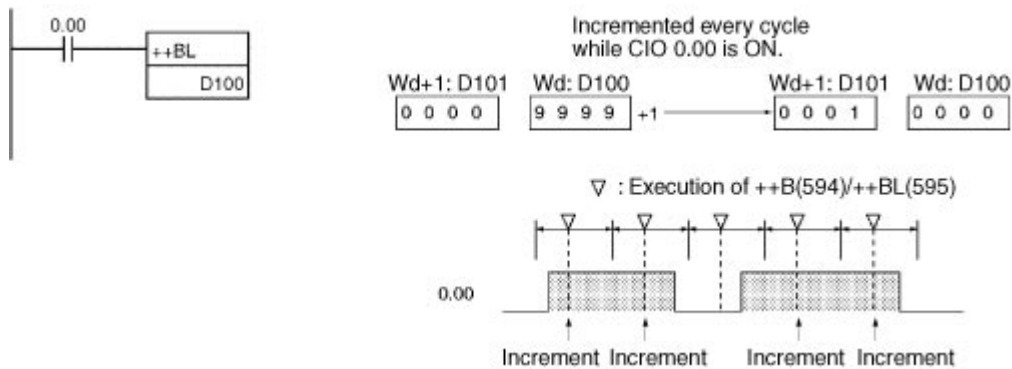 0.00
++BL
D100
Incremented every cycle
while CIO 0.00 is ON.
Wd+1: D101 Wd: D100 Wd+1: D101 Wd: D100
0 0 0 0 9 9 9 9 +1 0 0 0 1 0 0 0 0
▽ : Execution of ++B(594)/++BL(595)
0.00
Increment Increment Increment Increment